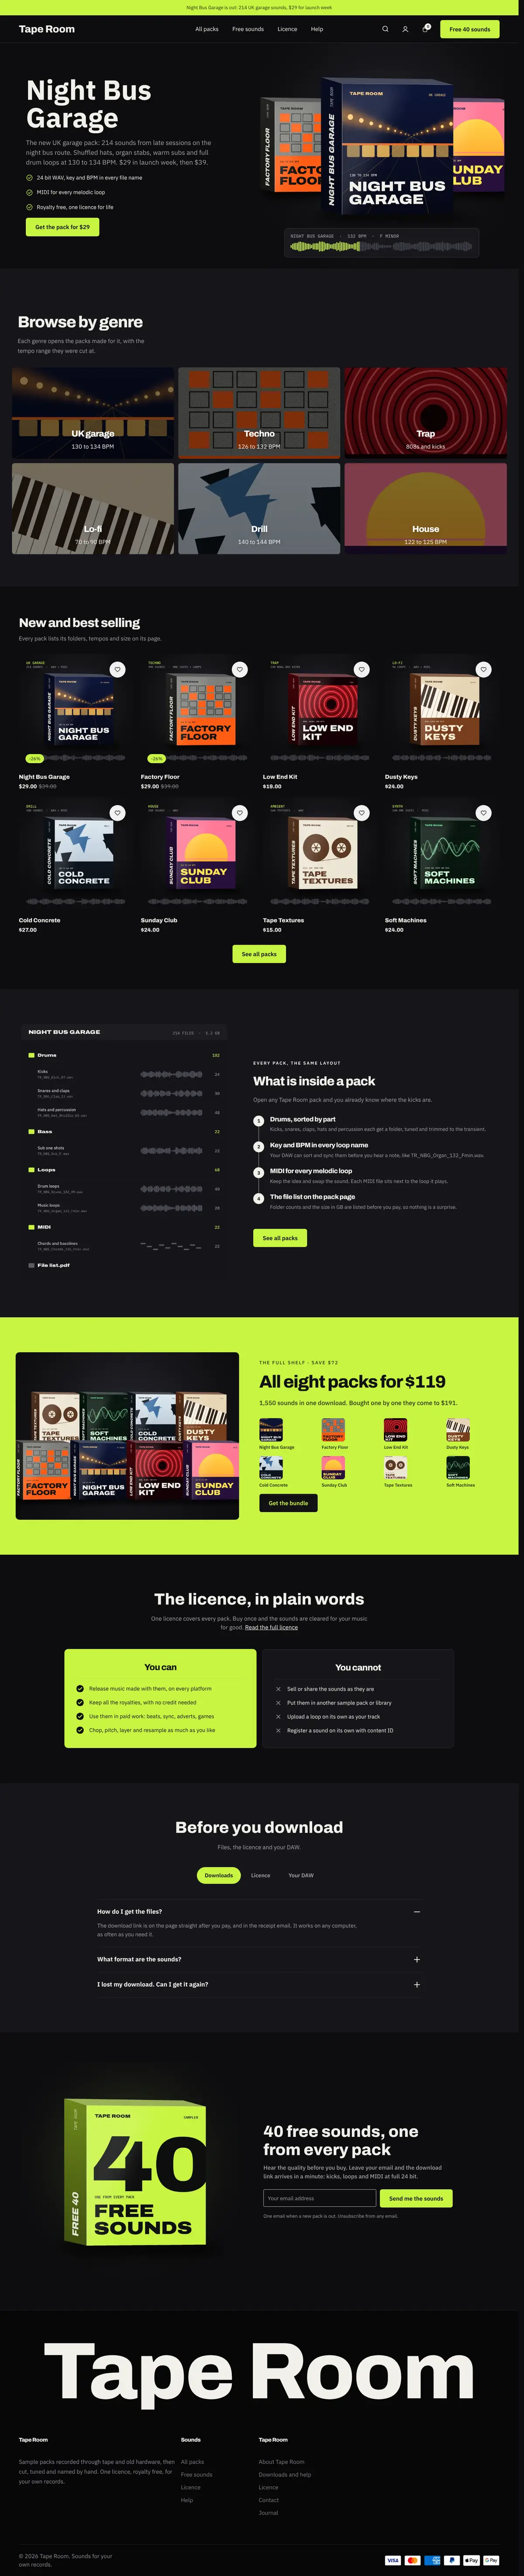 Night Bus Garage is out: 214 UK garage sounds, $29 for launch week
Tape Room
All packs
Free sounds
Licence
Help
Free 40 sounds
Night Bus
Garage
The new UK garage pack: 214 sounds from late sessions on the
night bus route. Shuffled hats, organ stabs, warm subs and full
drum loops at 130 to 134 BPM. $29 in launch week, then $39.
24 bit WAV, key and BPM in every file name
MIDI for every melodic loop
Royalty free, one licence for life
Get the pack for $29
FACTORY FLOOR
TAPE ROOM
NIGHT BUS GARAGE
NIGHT BUS
GARAGE
NIGHT BUS GARAGE - 132 BPM - F MINOR
Browse by genre
Each genre opens the packs made for it, with the
tempo range they were cut at.
UK garage
130 to 134 BPM
Techno
126 to 132 BPM
Trap
808s and kicks
Lo-fi
70 to 90 BPM
Drill
140 to 144 BPM
House
122 to 125 BPM
New and best selling
Every pack lists its folders, tempos and size on its page.
NIGHT BUS
GARAGE
-26%
Night Bus Garage
$29.00 $39.00
FACTORY
FLOOR
-26%
Factory Floor
$29.00 $39.00
LOW END
KIT
Low End Kit
$18.00
DUSTY
KEYS
Dusty Keys
$24.00
COLD
CONCRETE
Cold Concrete
$27.00
SUNDAY
CLUB
Sunday Club
$24.00
TAPE
TEXTURES
Tape Textures
$15.00
SOFT
MACHINES
Soft Machines
$24.00
See all packs
NIGHT BUS GARAGE
Drums
Kicks
Snares and claps
Hats and percussion
Bass
Sub one shots
Loops
Drum loops
Music loops
MIDI
Chords and basslines
File list.pdf
EVERY PACK, THE SAME LAYOUT
What is inside a pack
Open any Tape Room pack and you already know where the kicks are.
1
Drums, sorted by part
Kicks, snares, claps, hats and percussion each get a folder, tuned and trimmed to the transient.
2
Key and BPM in every loop name
Your DAW can sort and sync them before you hear a note, like TR_NBG_Organ_132_Fmin.wav.
3
MIDI for every melodic loop
Keep the idea and swap the sound. Each MIDI file sits next to the loop it plays.
4
The file list on the pack page
Folder counts and the size in GB are listed before you pay, so nothing is a surprise.
See all packs
THE FULL SHELF - SAVE $72
All eight packs for $119
1,550 sounds in one download. Bought one by one they come to $191.
Night Bus Garage
Factory Floor
Low End Kit
Dusty Keys
Cold Concrete
Sunday Club
Tape Textures
Soft Machines
Get the bundle
The licence, in plain words
One licence covers every pack. Buy once and the sounds are cleared for your music
for good. Read the full licence
You can
Release music made with them, on every platform
Keep all the royalties, with no credit needed
Use them in paid work: beats, sync, adverts, games
Chop, pitch, layer and resample as much as you like
You cannot
Sell or share the sounds as they are
Put them in another sample pack or library
Upload a loop on its own as your track
Register a sound on its own with content ID
Before you download
Files, the licence and your DAW.
Downloads
Licence
Your DAW
How do I get the files?
The download link is on the page straight after you pay, and in the receipt email. It works on any computer,
as often as you need it.
What format are the sounds?
I lost my download. Can I get it again?
TAPE ROOM
SAMPLER
40
ONE FROM EVERY PACK
FREE
SOUNDS
FREE 40
40 free sounds, one
from every pack
Hear the quality before you buy. Leave your email and the download
link arrives in a minute: kicks, loops and MIDI at full 24 bit.
Your email address
Send me the sounds
One email when a new pack is out. Unsubscribe from any email.
Tape Room
Tape Room
Sample packs recorded through tape and old hardware, then
cut, tuned and named by hand. One licence, royalty free, for
your own records.
Sounds
All packs
Free sounds
Licence
Help
Tape Room
About Tape Room
Downloads and help
Licence
Contact
Journal
© 2026 Tape Room. Sounds for your
own records.
VISA
PayPal
Apple Pay
G Pay